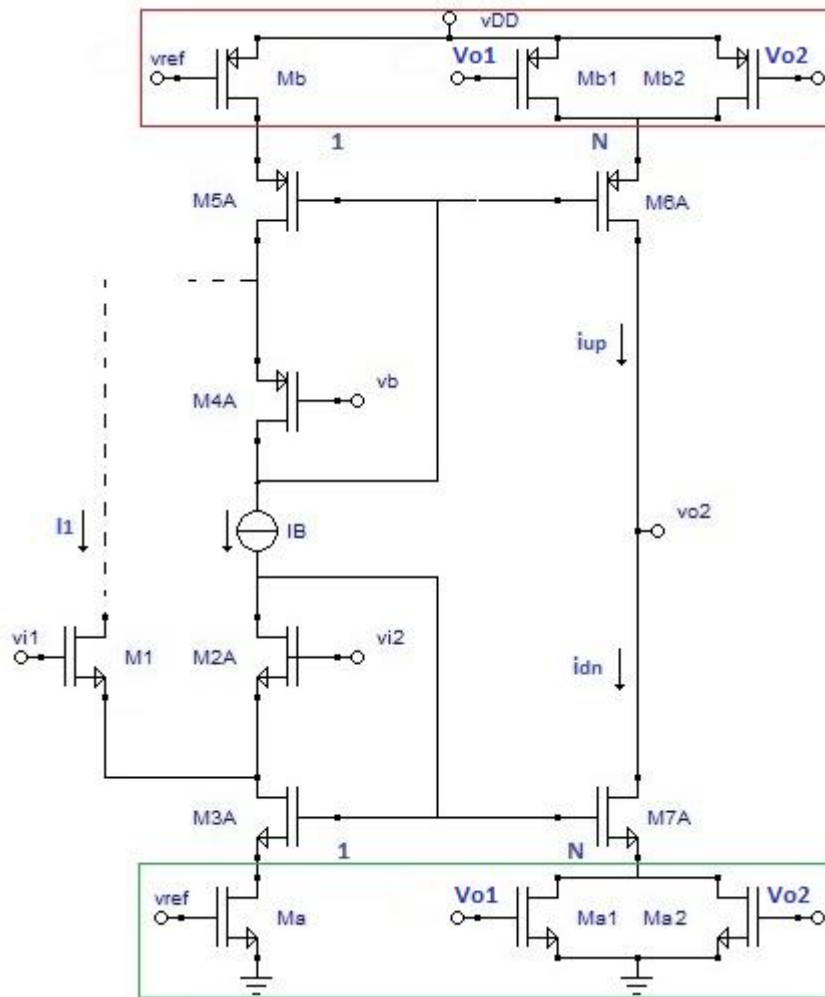 vDD
vref
Mb
Vo1
Mb1
Mb2
Vo2
1
N
M5A
M6A
iup
M4A
vb
I1
IB
vo2
vi1
M1
M2A
vi2
idn
M3A
M7A
1
N
vref
Ma
Vo1
Ma1
Ma2
Vo2